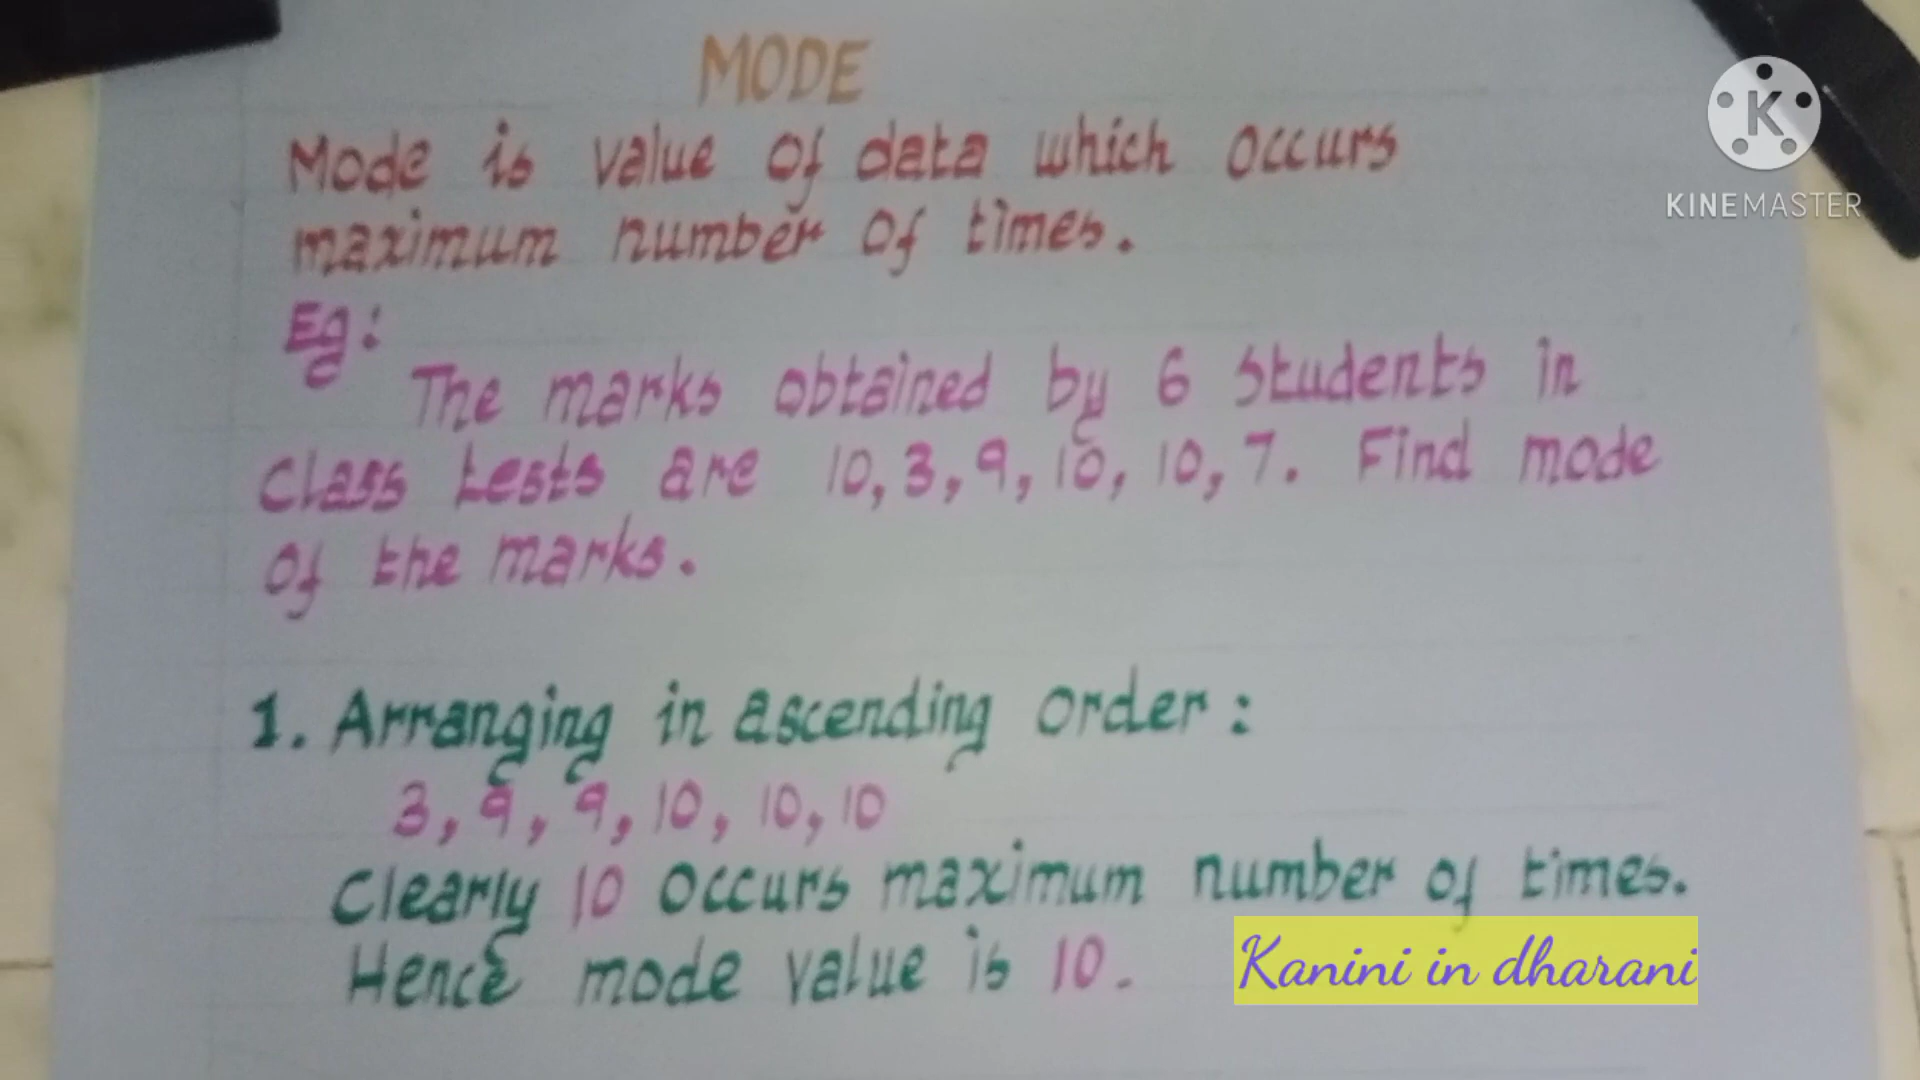 MODE
Mode is value of data which occurs
maximum number of times.
Eg:
The marks obtained by 6 students in
class tests are 10, 3, 9, 10, 10, 7. Find mode
of the marks.
1. Arranging in ascending order:
3, 9, 9, 10, 10, 10
Clearly 10 occurs maximum number of times.
Hence mode value is 10.
K
KINEMASTER
Kanini in dharani